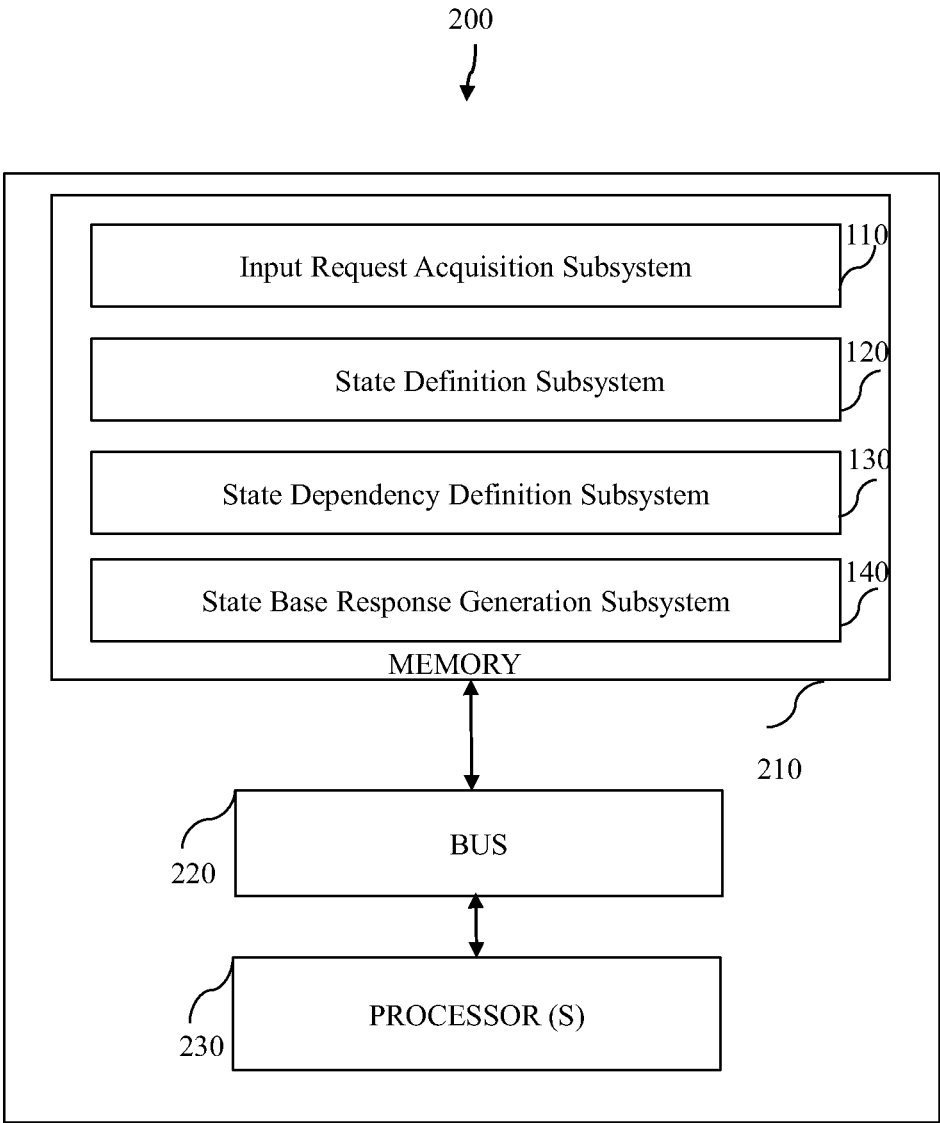 200
110
Input Request Acquisition Subsystem
120
State Definition Subsystem
130
State Dependency Definition Subsystem
140
State Base Response Generation Subsystem
MEMORY
210
BUS
220
PROCESSOR (S)
230